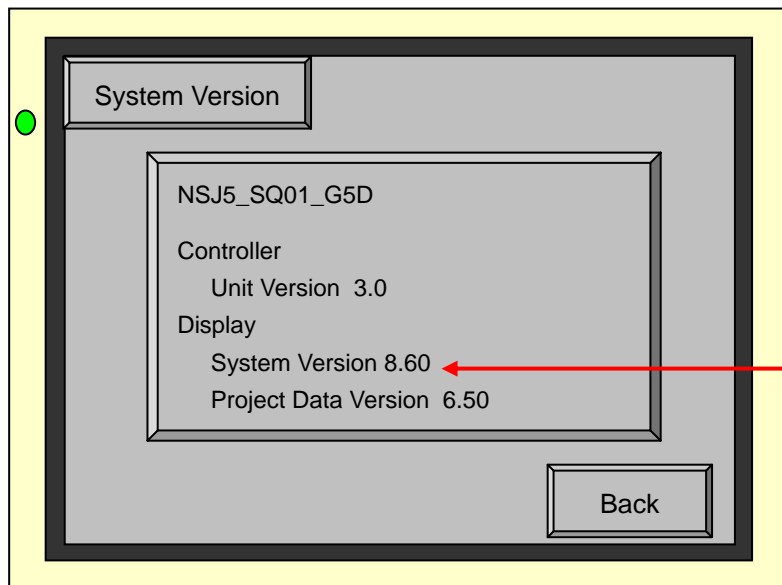 System Version
NSJ5_SQ01_G5D
Controller
Unit Version 3.0
Display
System Version 8.60
Project Data Version 6.50
Back